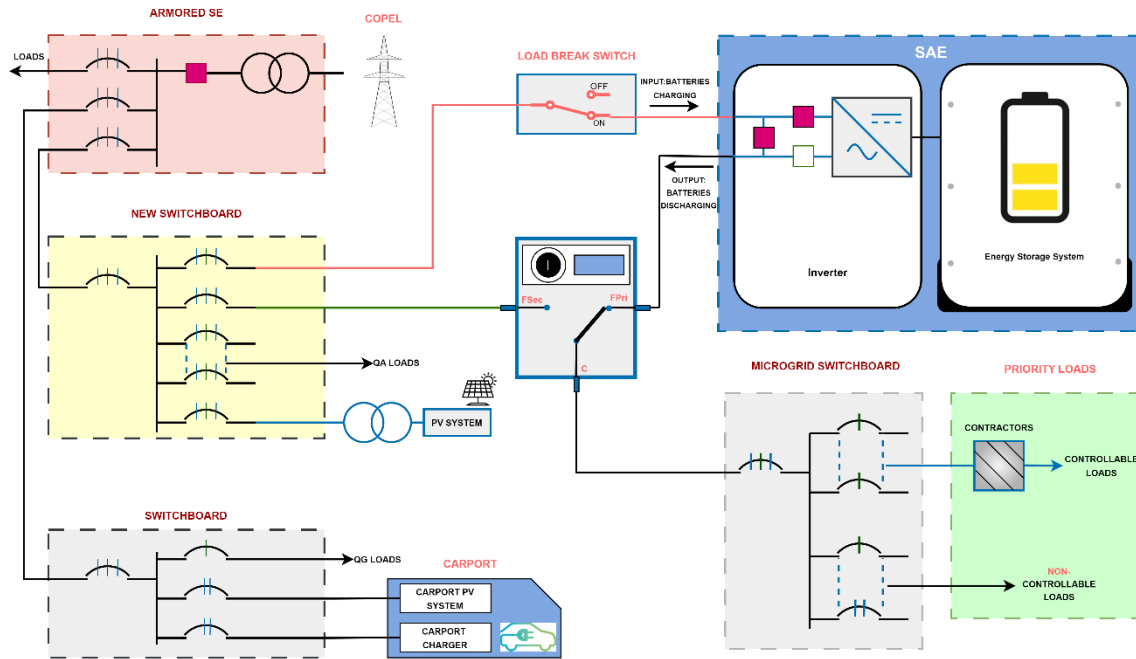 ARMORED SE
COPEL
LOADS
LOAD BREAK SWITCH
OFF
ON
INPUT:BATTERIES
CHARGING
SAE
OUTPUT:
BATTERIES
DISCHARGING
Inverter
Energy Storage System
NEW SWITCHBOARD
QA LOADS
PV SYSTEM
I
FSec
FPri
C
MICROGRID SWITCHBOARD
PRIORITY LOADS
CONTRACTORS
CONTROLLABLE
LOADS
NON-
CONTROLLABLE
LOADS
SWITCHBOARD
QG LOADS
CARPORT
CARPORT PV
SYSTEM
CARPORT
CHARGER